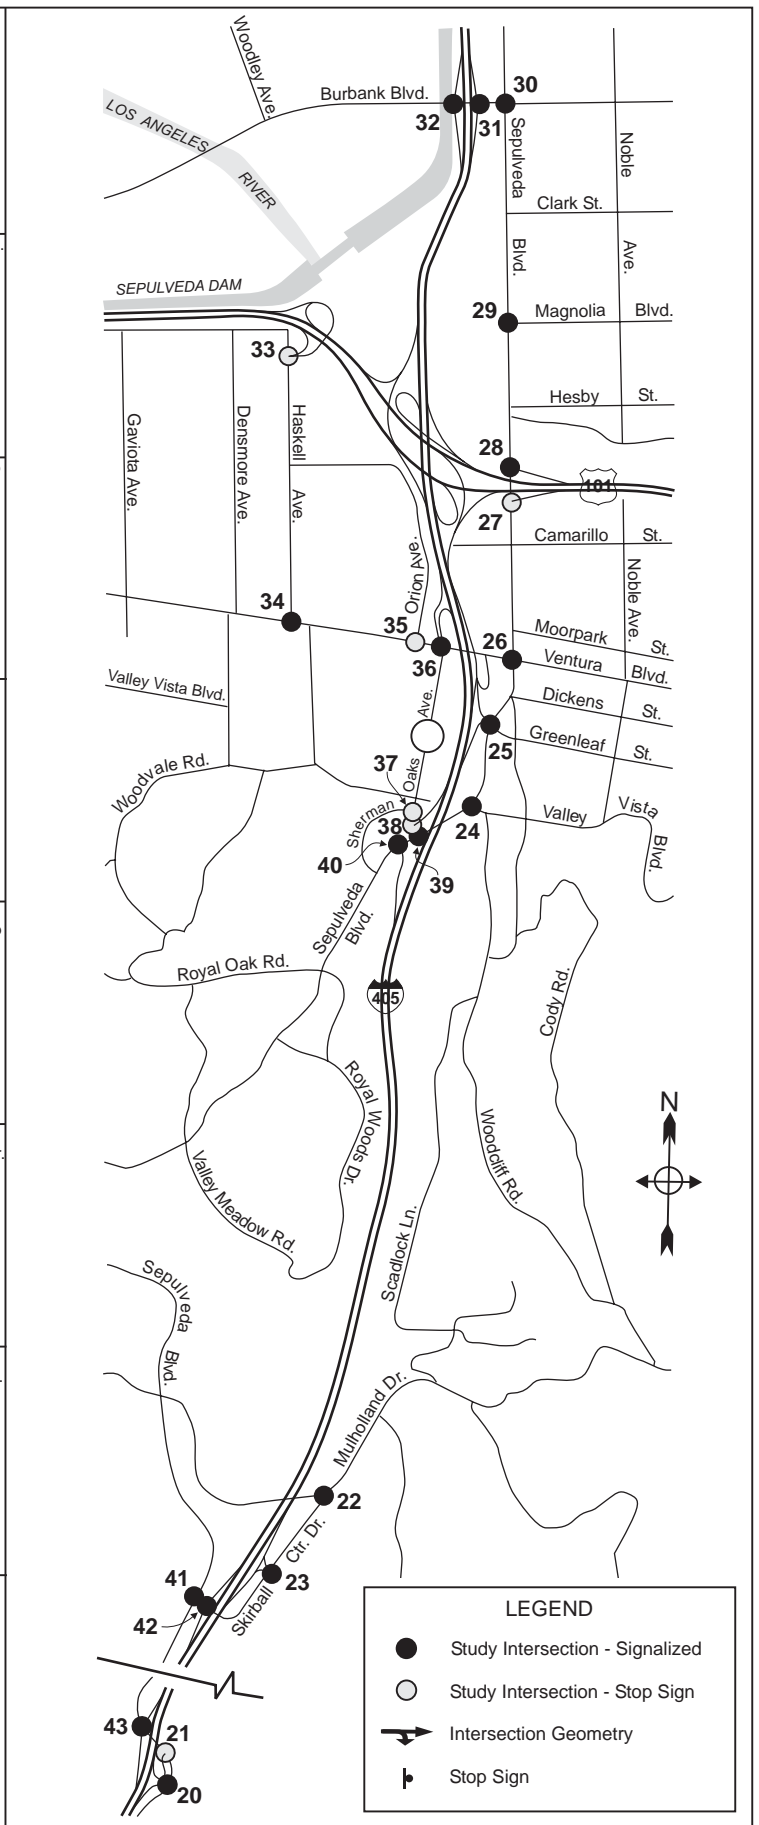 Woodley Ave.
Burbank Blvd.
30
32
31
LOS ANGELES
RIVER
Sepulveda
Blvd.
Noble
Ave.
Clark St.
SEPULVEDA DAM
29
Magnolia Blvd.
33
Hesby St.
Gaviota Ave.
Densmore Ave.
Haskell
Ave.
28
101
27
Camarillo St.
Orion Ave.
Noble Ave.
34
35
36
26
Moorpark St.
Ventura Blvd.
Valley Vista Blvd.
Dickens St.
Ave.
Oaks
Sherman
25
Greenleaf St.
Woodvale Rd.
37
38
24
Valley Vista Blvd.
40
39
Sepulveda
Blvd.
Royal Oak Rd.
405
Cody Rd.
Royal Woods Dr.
N
Woodcliff Rd.
Valley Meadow Rd.
Scadlock Ln.
Sepulveda
Blvd.
Mulholland Dr.
22
Skirball Ctr. Dr.
23
41
42
43
21
20
LEGEND
Study Intersection - Signalized
Study Intersection - Stop Sign
Intersection Geometry
Stop Sign